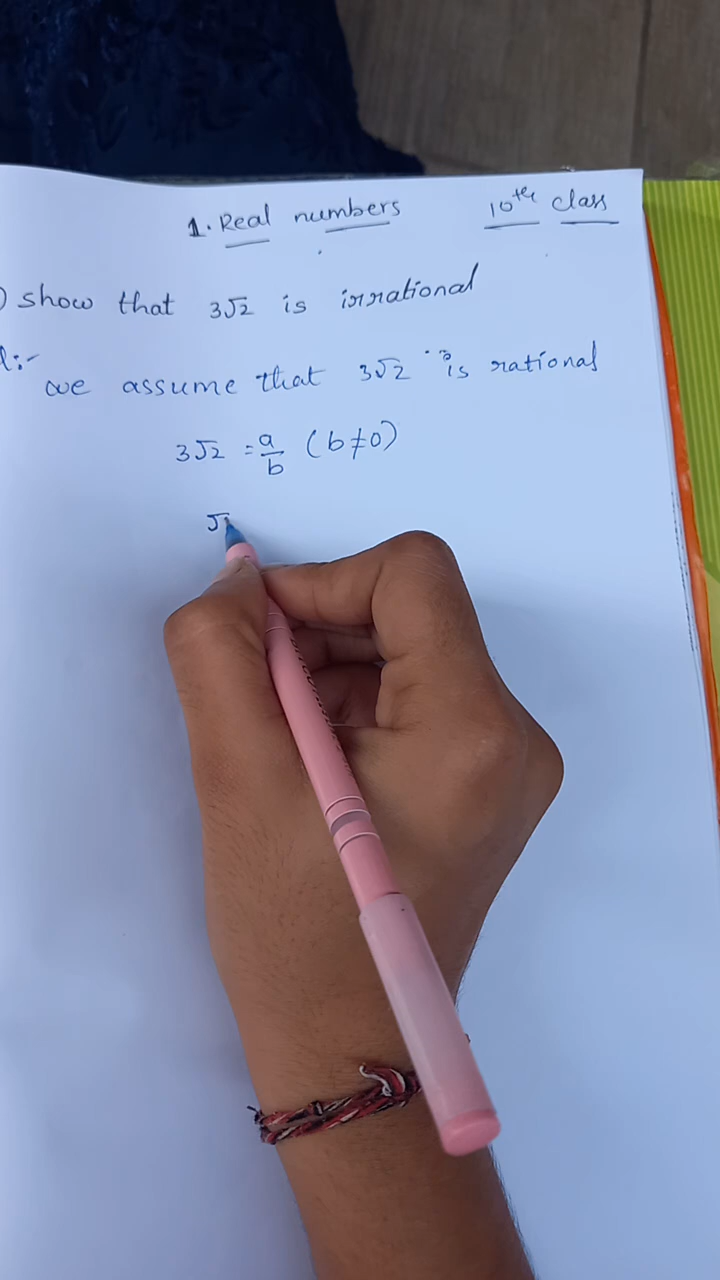 1. Real numbers 10th class
) show that 3√2 is irrational
l:- we assume that 3√2 is rational
3√2 = a/b (b≠0)
√